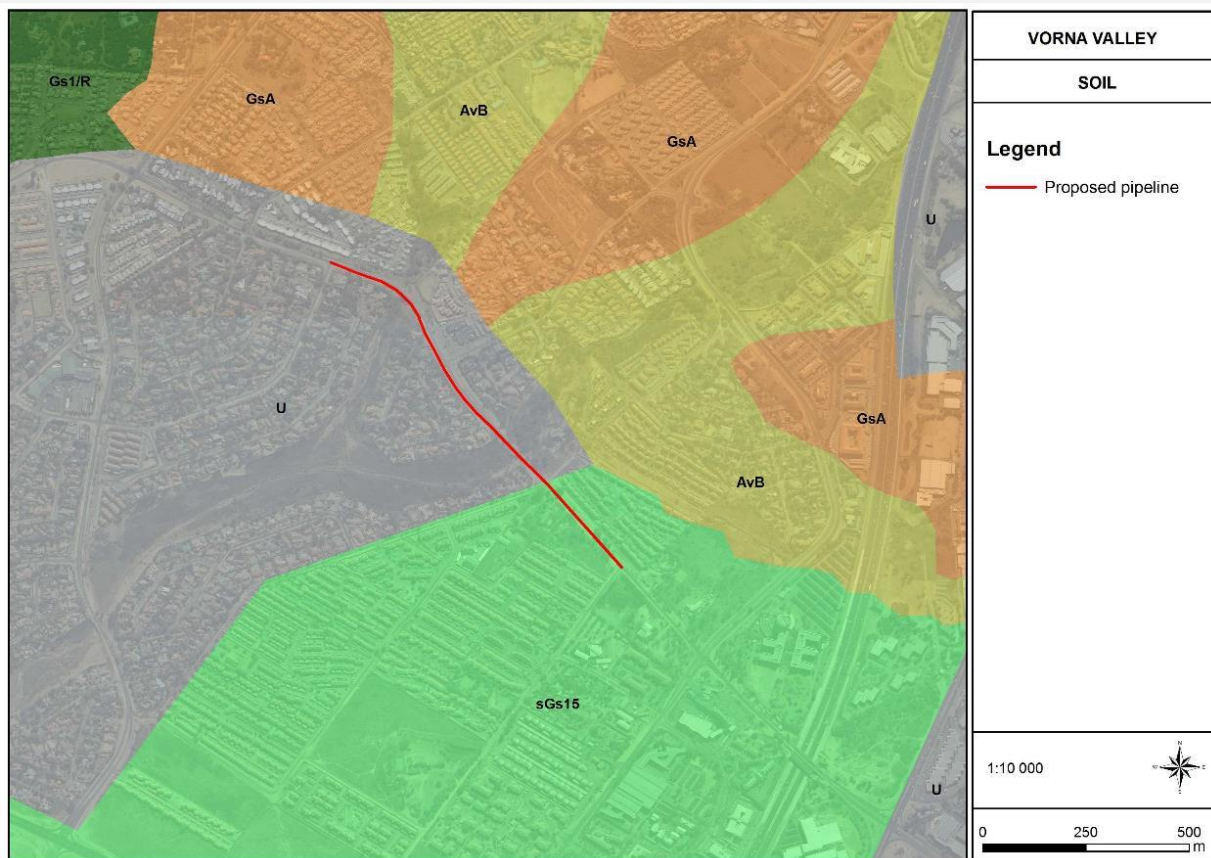 Gs1/R
GsA
AvB
GsA
U
U
GsA
AvB
sGs15
U
VORNA VALLEY
SOIL
Legend
Proposed pipeline
1:10 000
N
W
E
S
0 250 500
m